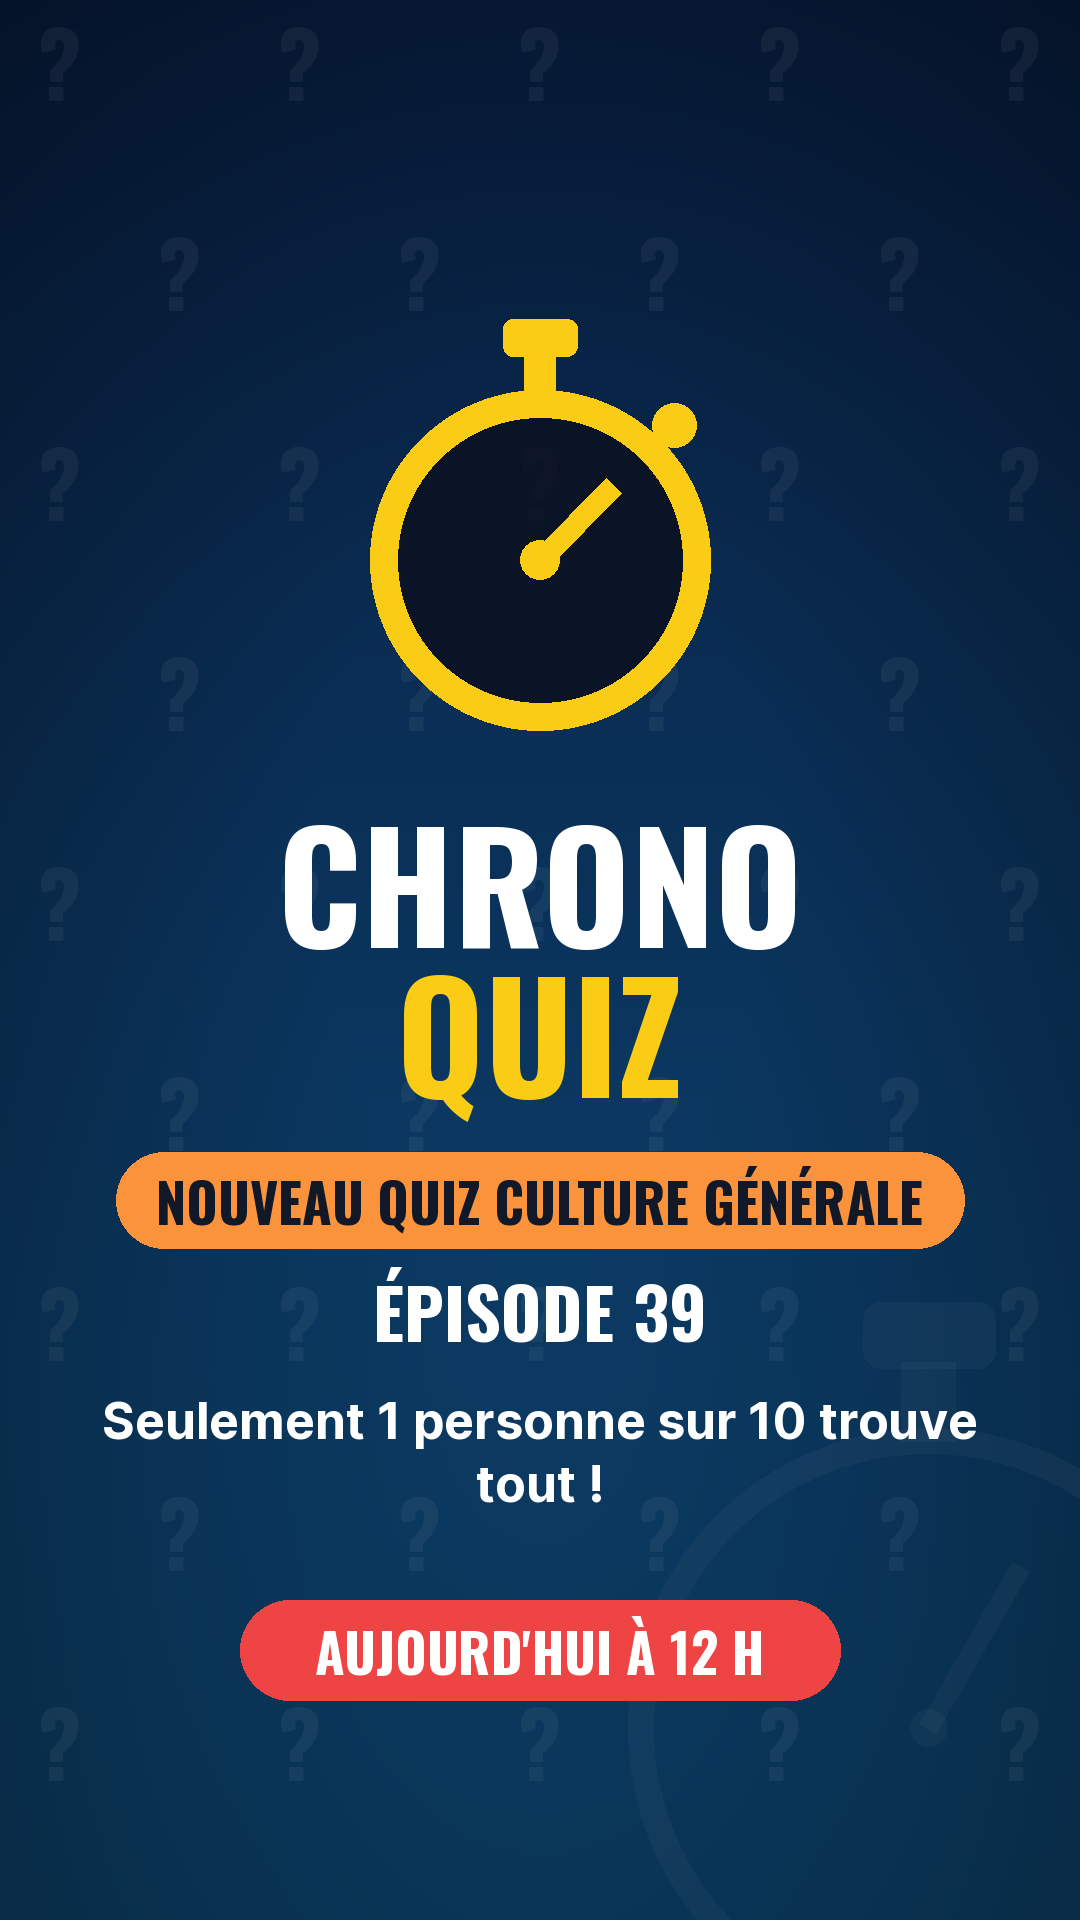 CHRONO
QUIZ
NOUVEAU QUIZ CULTURE GÉNÉRALE
ÉPISODE 39
Seulement 1 personne sur 10 trouve
tout !
AUJOURD'HUI À 12 H